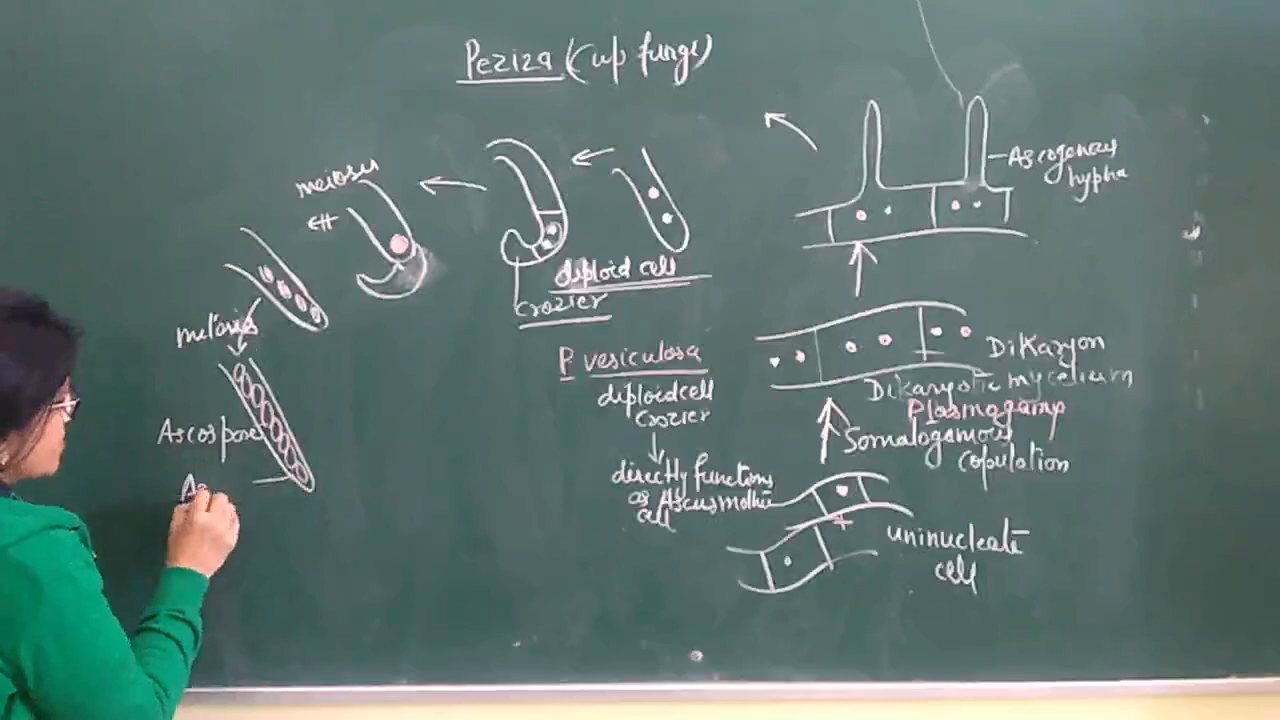 Peziza (cup fungi)
meiosis
Ascogenous
hypha
diploid cell
Crozier
P vesiculosa
diploid cell
Crozier
directly functions
as Ascus mother
cell
Dikaryon
Dikaryotic mycelium
Plasmogamy
Somatogamous
copulation
+
uninucleate
cell
Ascospore
As